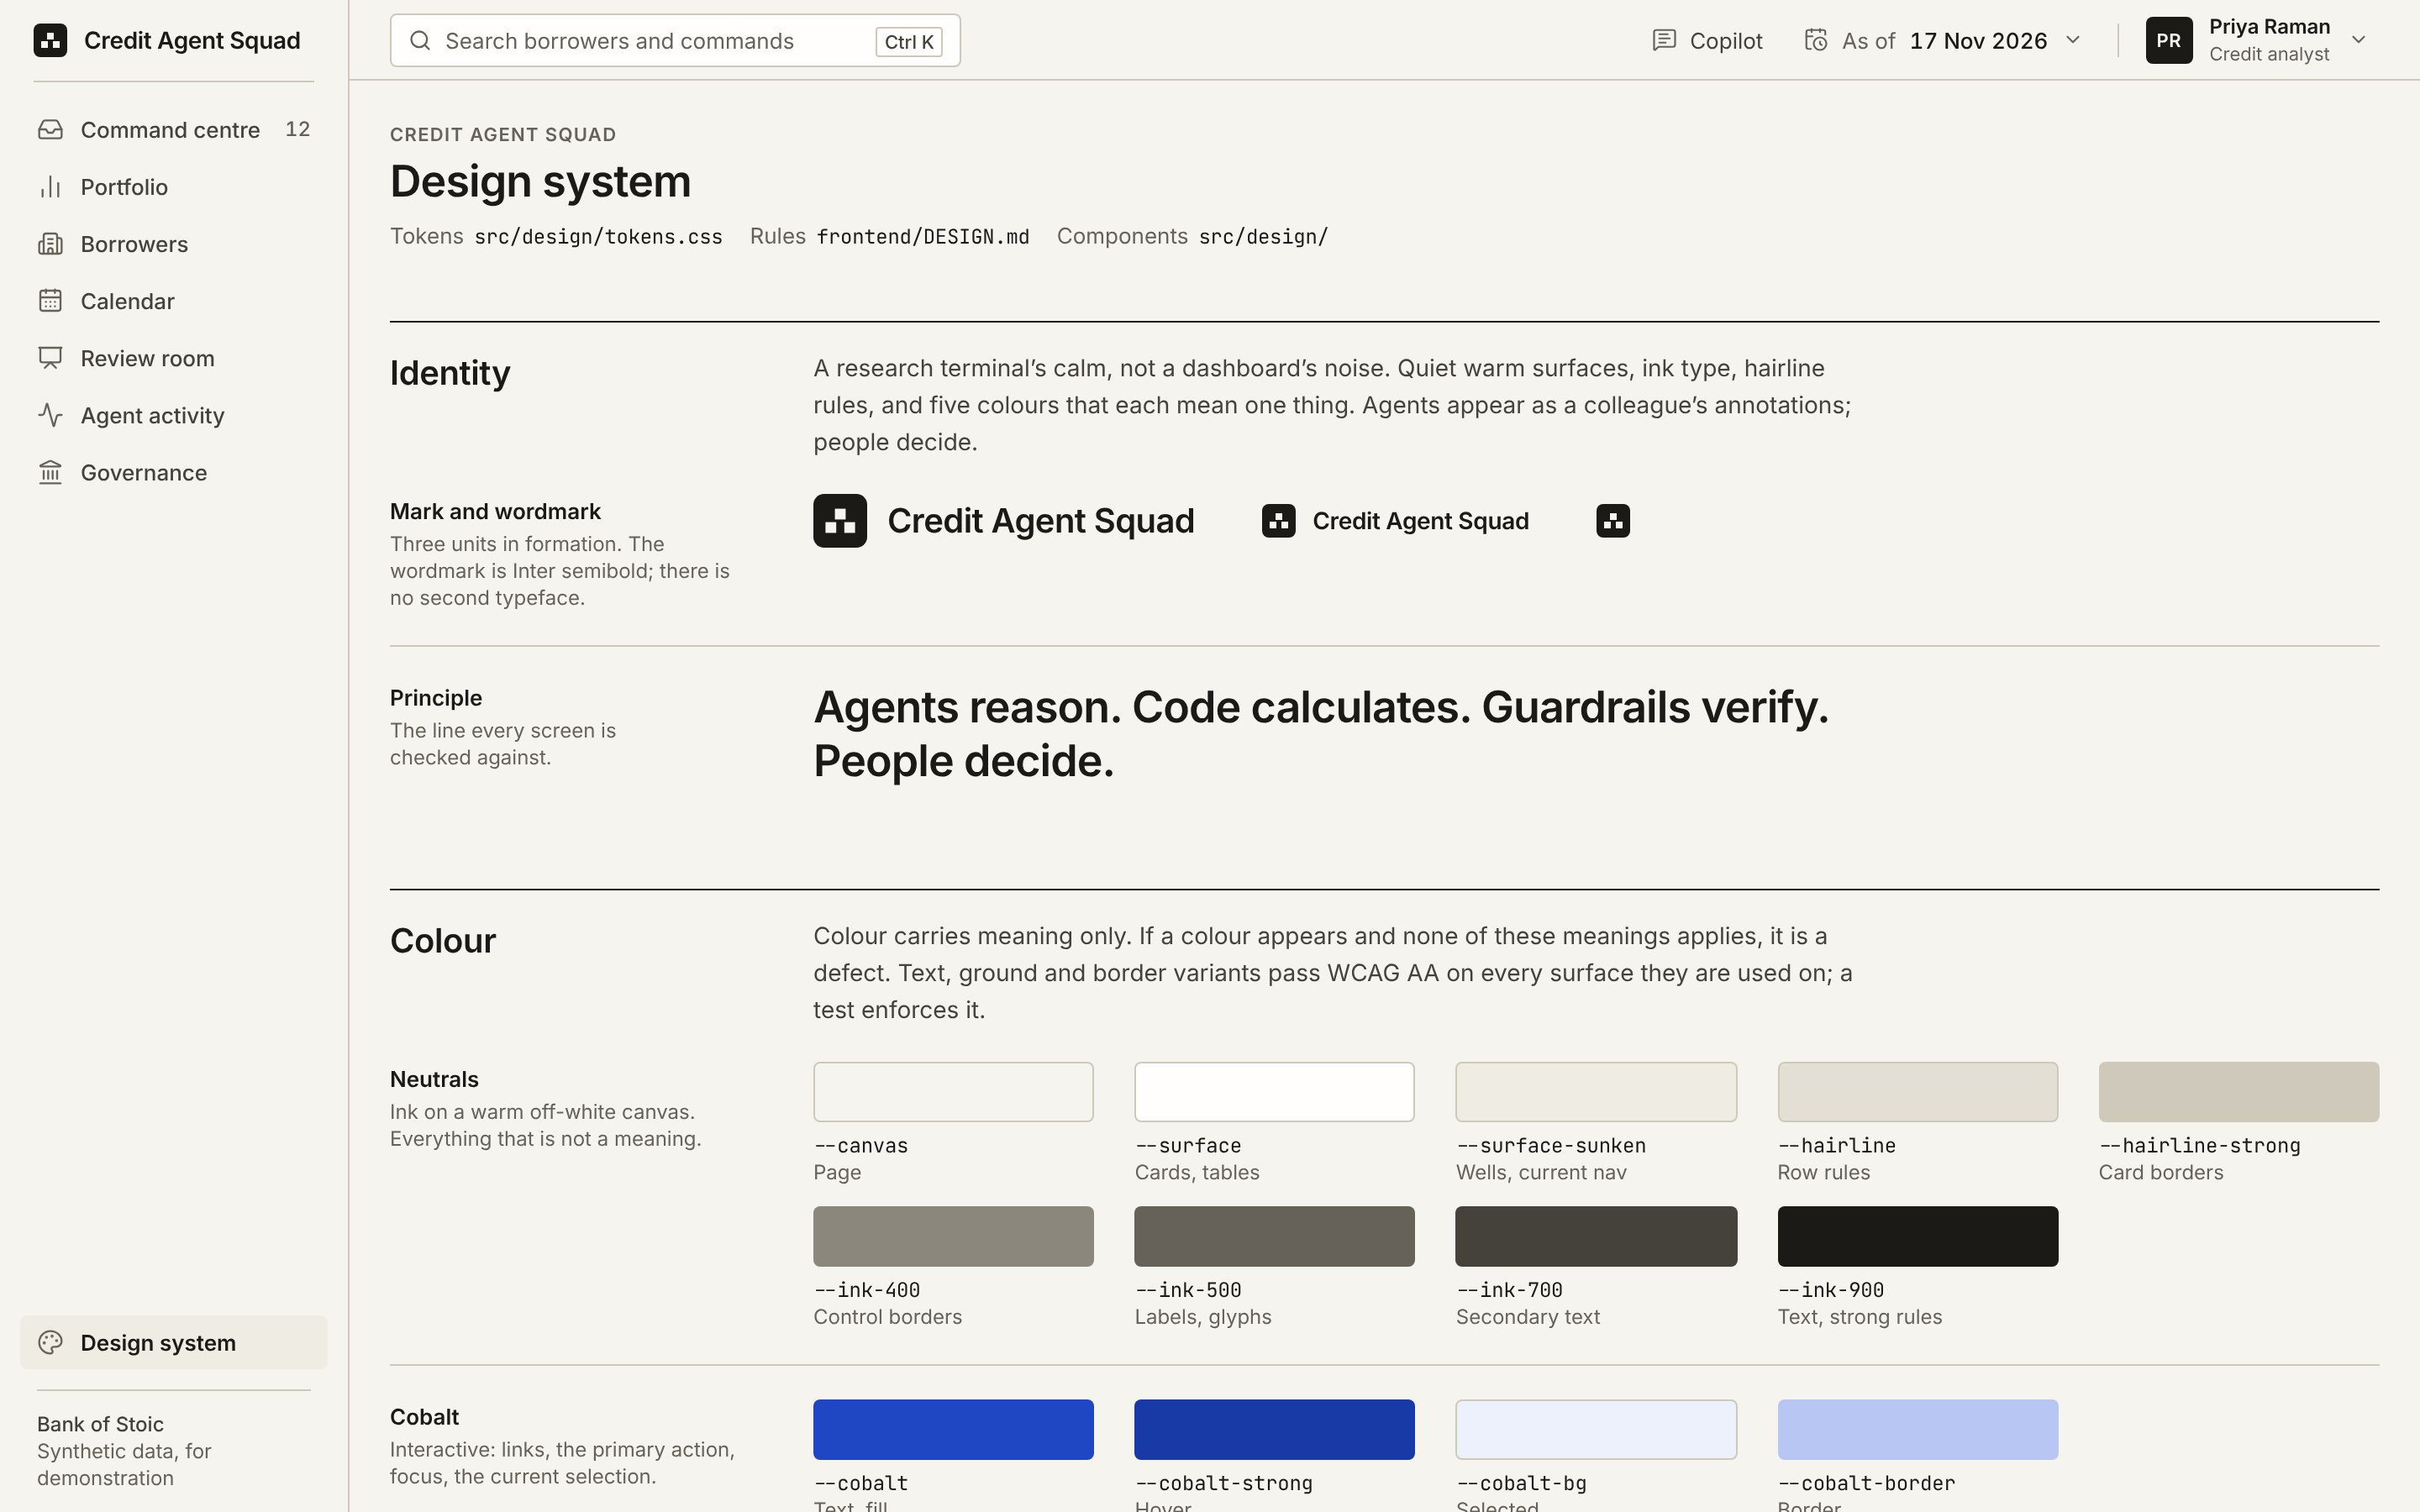 Credit Agent Squad
Search borrowers and commands
Ctrl K
Copilot
As of 17 Nov 2026
PR
Priya Raman
Credit analyst
Command centre 12
Portfolio
Borrowers
Calendar
Review room
Agent activity
Governance
Design system
Bank of Stoic
Synthetic data, for
demonstration
CREDIT AGENT SQUAD
Design system
Tokens src/design/tokens.css Rules frontend/DESIGN.md Components src/design/
Identity
A research terminal’s calm, not a dashboard’s noise. Quiet warm surfaces, ink type, hairline
rules, and five colours that each mean one thing. Agents appear as a colleague’s annotations;
people decide.
Mark and wordmark
Three units in formation. The
wordmark is Inter semibold; there is
no second typeface.
Credit Agent Squad
Credit Agent Squad
Principle
The line every screen is
checked against.
Agents reason. Code calculates. Guardrails verify.
People decide.
Colour
Colour carries meaning only. If a colour appears and none of these meanings applies, it is a
defect. Text, ground and border variants pass WCAG AA on every surface they are used on; a
test enforces it.
Neutrals
Ink on a warm off-white canvas.
Everything that is not a meaning.
--canvas
Page
--surface
Cards, tables
--surface-sunken
Wells, current nav
--hairline
Row rules
--hairline-strong
Card borders
--ink-400
Control borders
--ink-500
Labels, glyphs
--ink-700
Secondary text
--ink-900
Text, strong rules
Cobalt
Interactive: links, the primary action,
focus, the current selection.
--cobalt
Text, fill
--cobalt-strong
Hover
--cobalt-bg
Selected
--cobalt-border
Border